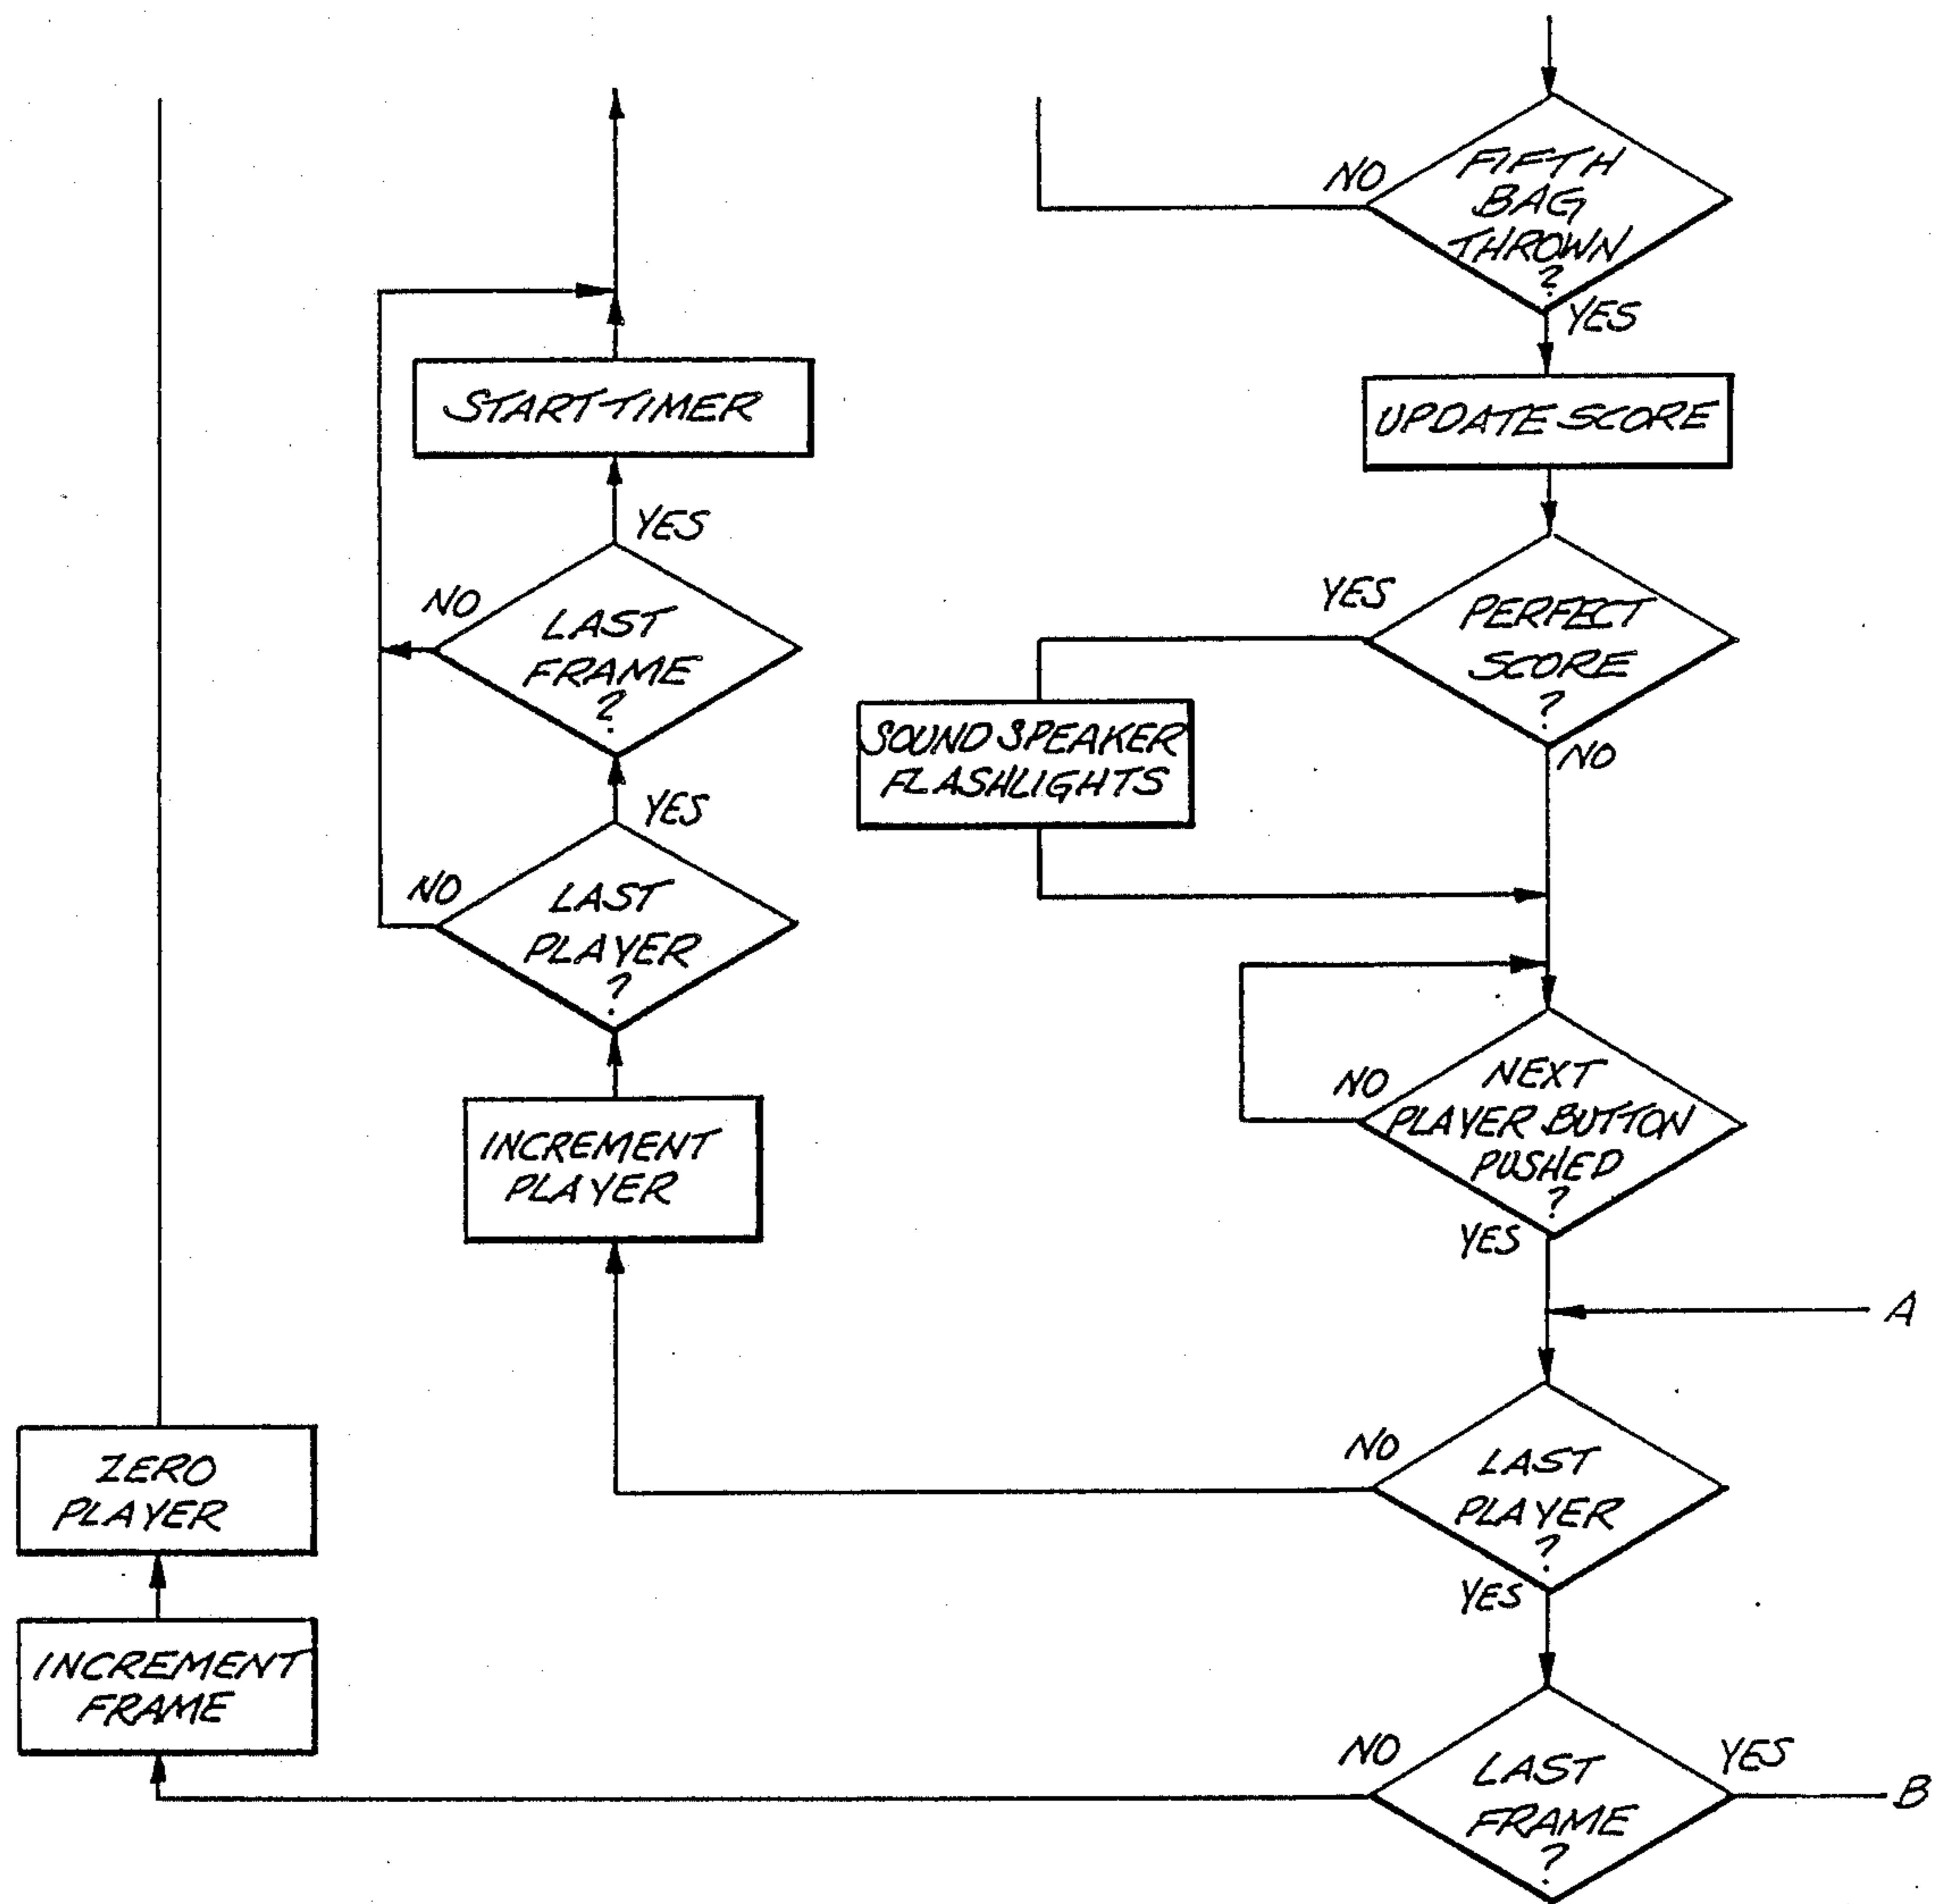 NO
FIFTH
BAG
THROWN
?
YES
UPDATE SCORE
YES
PERFECT
SCORE
?
NO
SOUND SPEAKER
FLASHLIGHTS
NO
NEXT
PLAYER BUTTON
PUSHED
?
YES
A
NO
LAST
PLAYER
?
YES
NO
LAST
FRAME
?
YES
B
START TIMER
YES
NO
LAST
FRAME
?
YES
NO
LAST
PLAYER
?
INCREMENT
PLAYER
ZERO
PLAYER
INCREMENT
FRAME